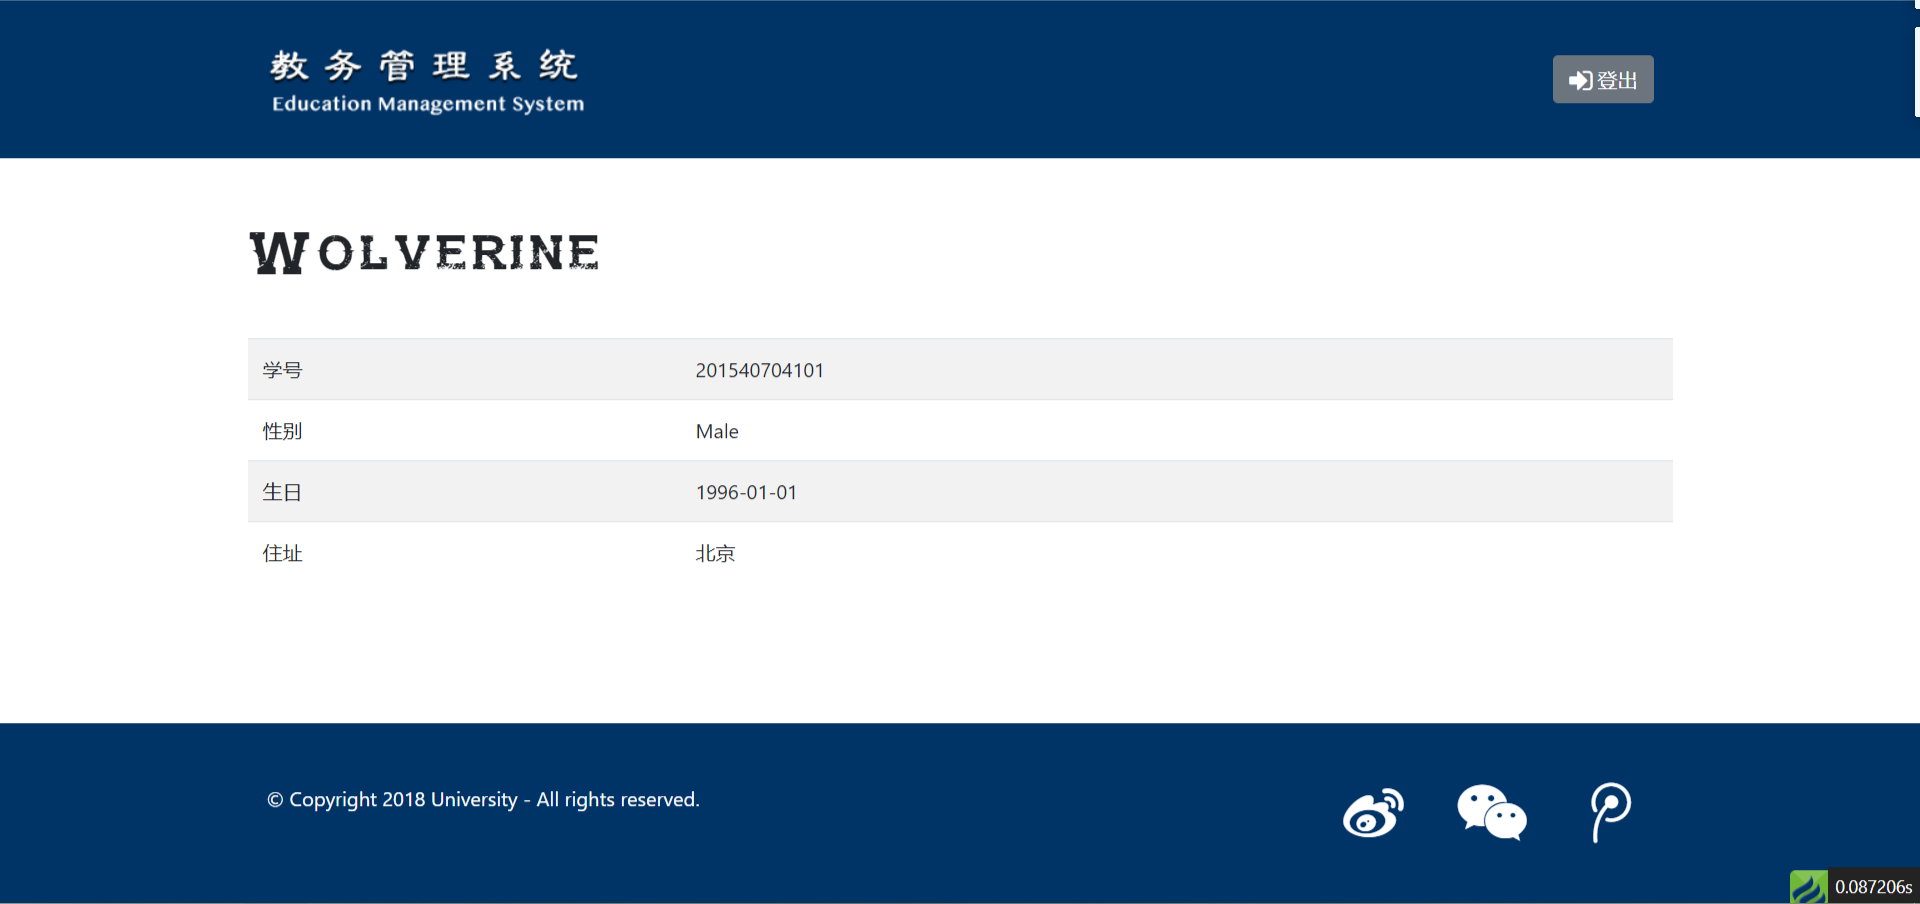 教务管理系统
Education Management System
登出
WOLVERINE
学号 201540704101
性别 Male
生日 1996-01-01
住址 北京
© Copyright 2018 University - All rights reserved.
0.087206s